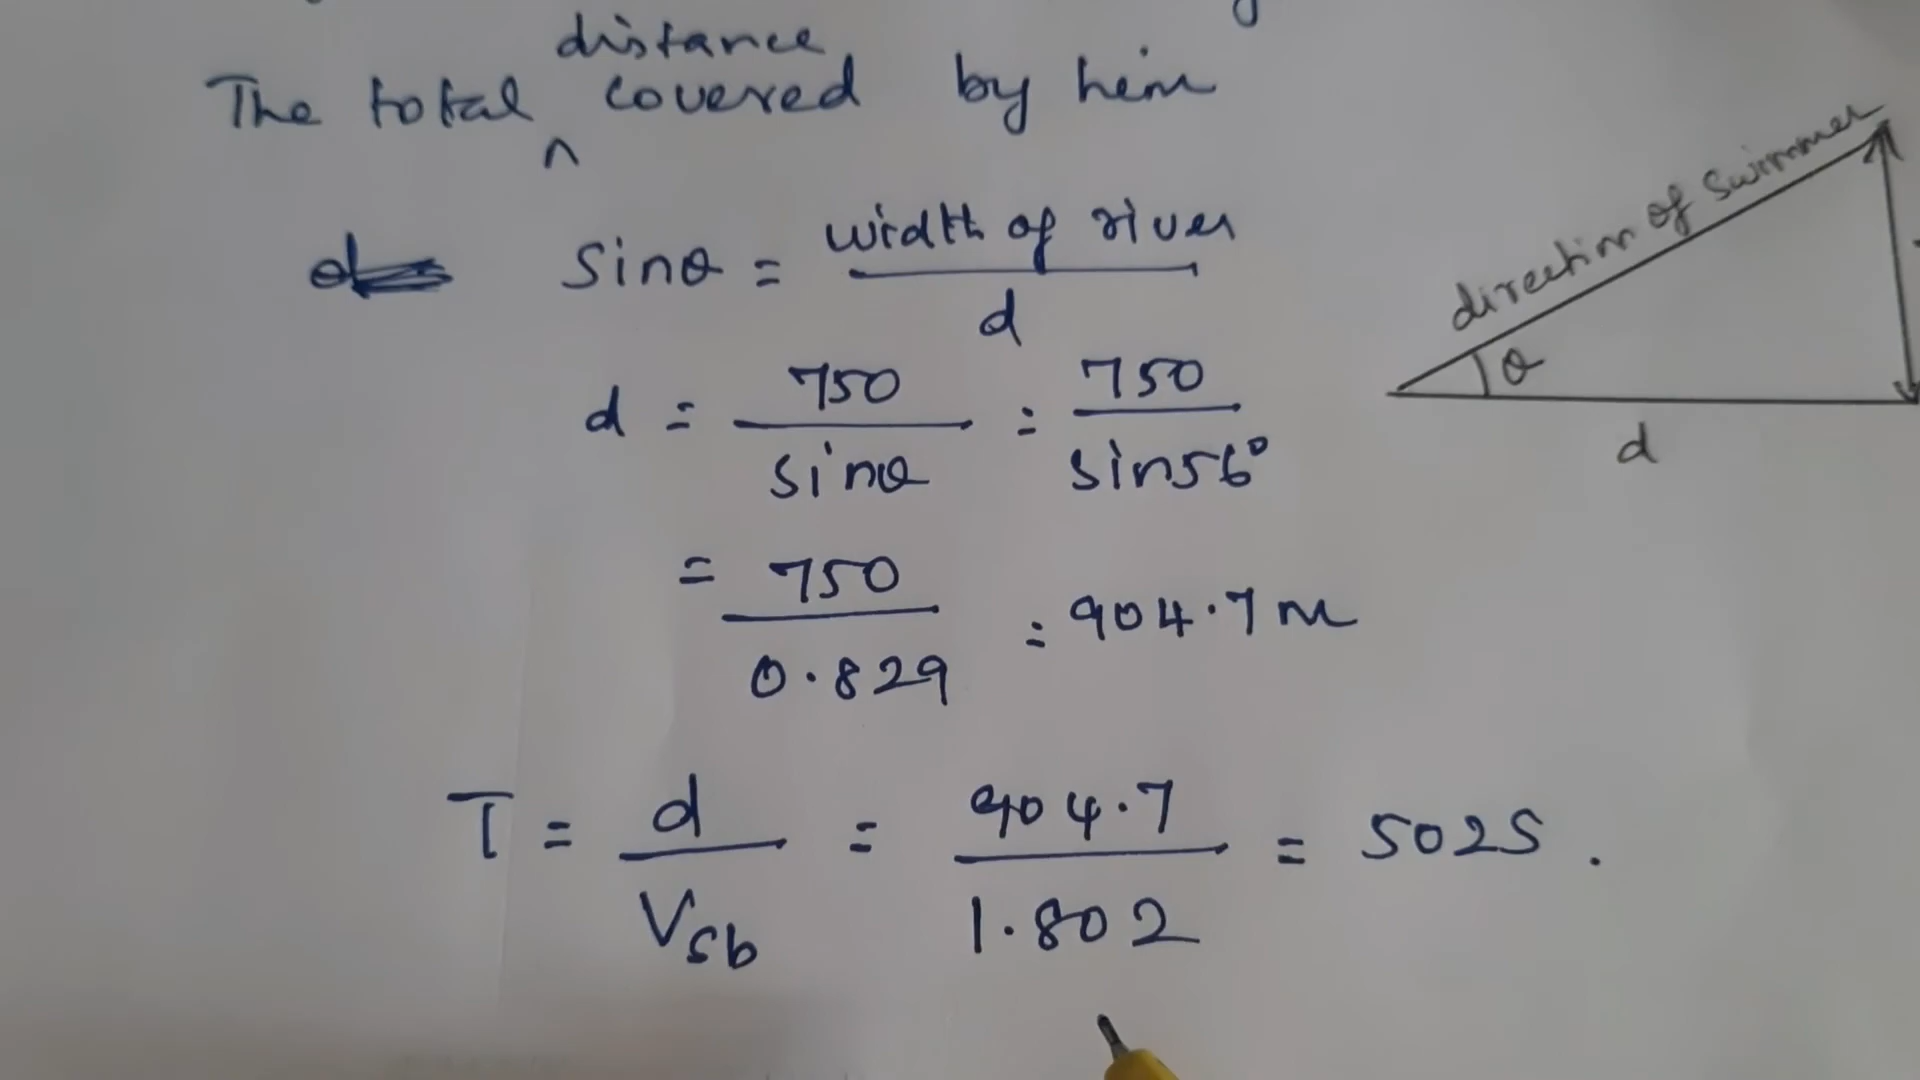 distance
The total ^ covered by him
Sinθ = width of river / d
d = 750 / sinθ = 750 / sin56°
= 750 / 0.829 = 904.7 m
T = d / Vsb = 904.7 / 1.802 = 502S.
direction of swimmer
θ
d